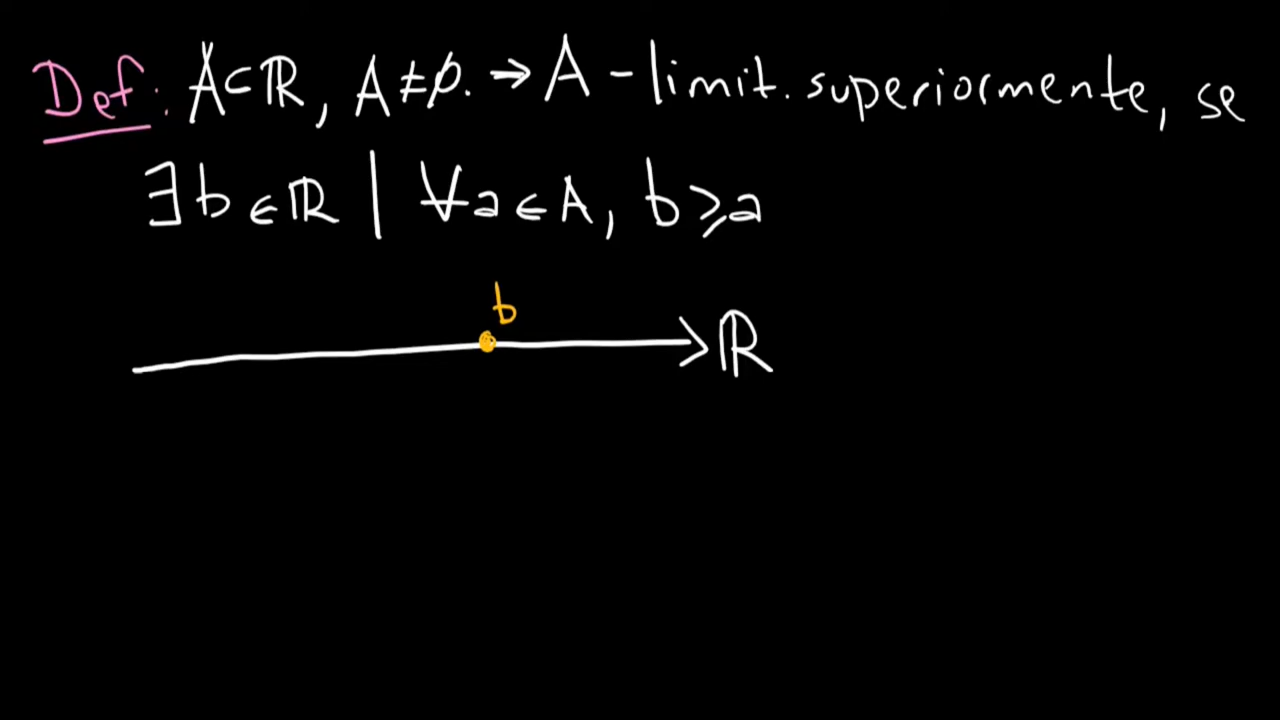 Def: A⊂ℝ, A≠∅. → A - limit. superiormente, se
∃b∈ℝ | ∀a∈A, b⩾a
b
ℝ